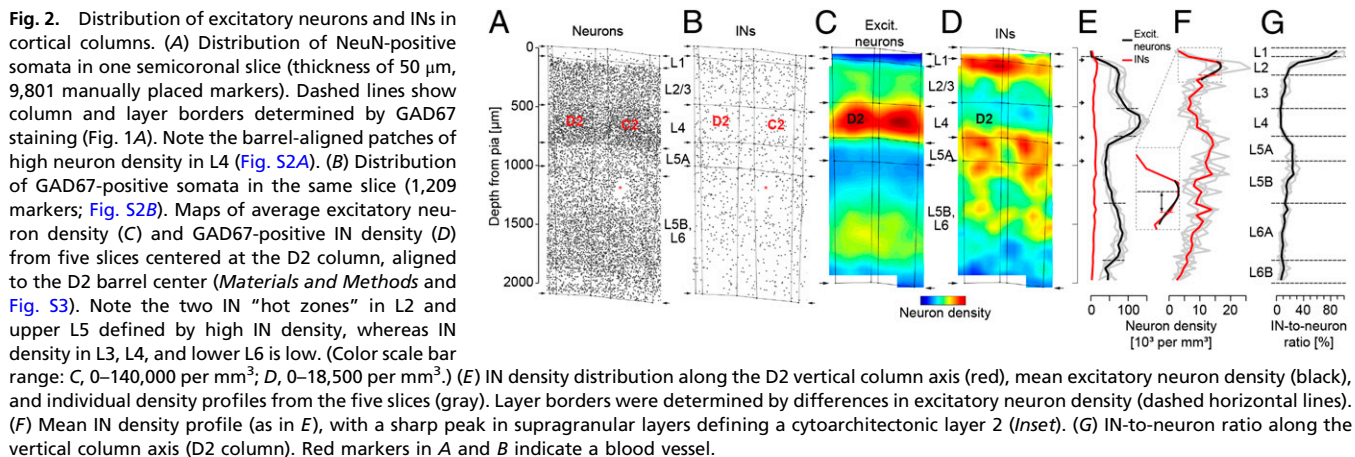 Fig. 2. Distribution of excitatory neurons and INs in
cortical columns. (A) Distribution of NeuN-positive
somata in one semicoronal slice (thickness of 50 μm,
9,801 manually placed markers). Dashed lines show
column and layer borders determined by GAD67
staining (Fig. 1A). Note the barrel-aligned patches of
high neuron density in L4 (Fig. S2A). (B) Distribution
of GAD67-positive somata in the same slice (1,209
markers; Fig. S2B). Maps of average excitatory neu-
ron density (C) and GAD67-positive IN density (D)
from five slices centered at the D2 column, aligned
to the D2 barrel center (Materials and Methods and
Fig. S3). Note the two IN “hot zones” in L2 and
upper L5 defined by high IN density, whereas IN
density in L3, L4, and lower L6 is low. (Color scale bar
range: C, 0–140,000 per mm³; D, 0–18,500 per mm³.) (E) IN density distribution along the D2 vertical column axis (red), mean excitatory neuron density (black),
and individual density profiles from the five slices (gray). Layer borders were determined by differences in excitatory neuron density (dashed horizontal lines).
(F) Mean IN density profile (as in E), with a sharp peak in supragranular layers defining a cytoarchitectonic layer 2 (Inset). (G) IN-to-neuron ratio along the
vertical column axis (D2 column). Red markers in A and B indicate a blood vessel.
A
Neurons
Depth from pia [µm]
0
500
1000
1500
2000
D2
C2
B
INs
D2
C2
L1
L2/3
L4
L5A
L5B,
L6
C
Excit.
neurons
D2
D
INs
D2
L1
L2/3
L4
L5A
L5B,
L6
Neuron density
E
F
Excit.
neurons
INs
0
100
0
10
20
Neuron density
[10³ per mm³]
G
L1
L2
L3
L4
L5A
L5B
L6A
L6B
0
40
80
IN-to-neuron
ratio [%]